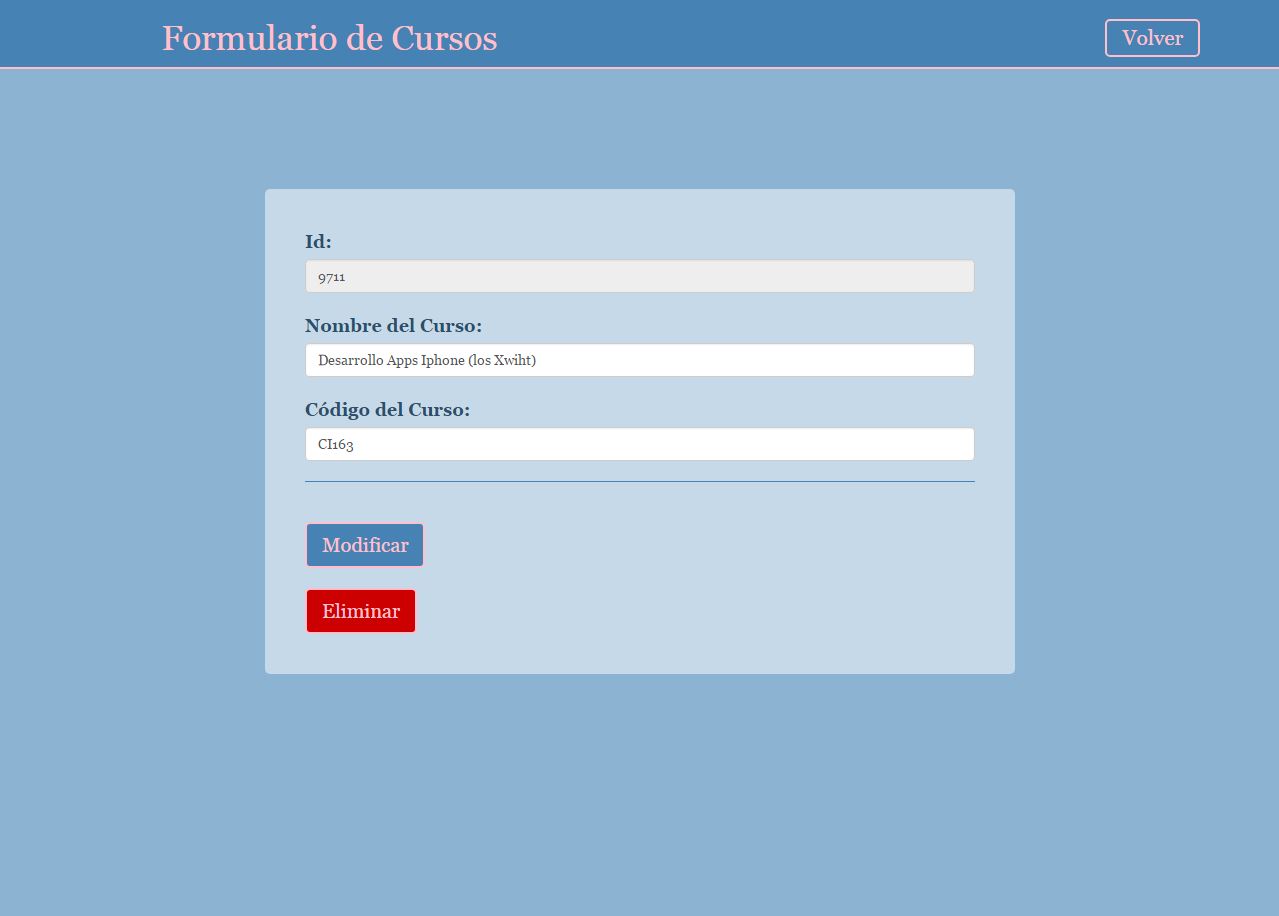 Formulario de Cursos
Volver
Id:
9711
Nombre del Curso:
Desarrollo Apps Iphone (los Xwiht)
Código del Curso:
CI163
Modificar
Eliminar